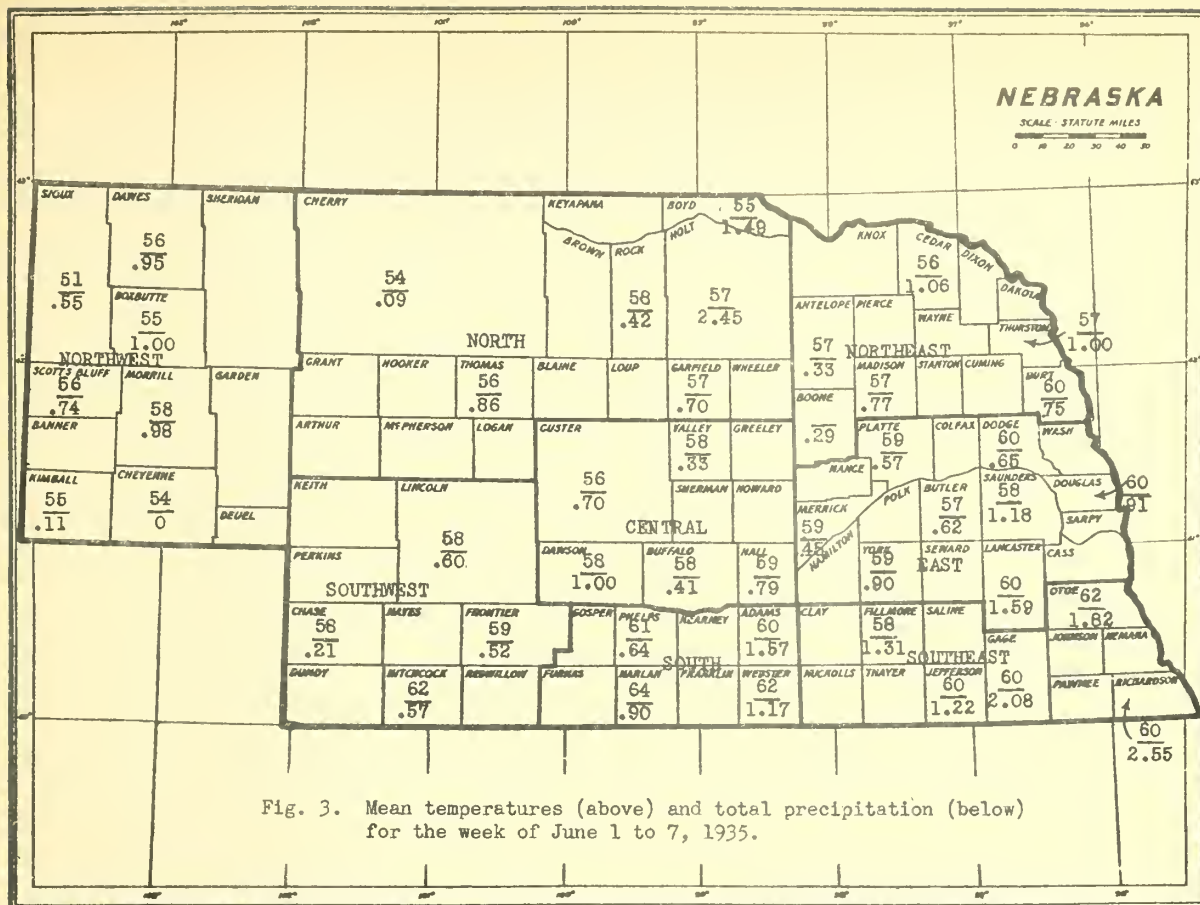 NEBRASKA
SCALE - STATUTE MILES
0 10 20 30 40 50
SIOUX
51
.55
DAWES
56
.95
SHERIDAN
CHERRY
54
.09
KEYAPAHA
BOYD
55
1.49
BROWN
ROCK
58
.42
HOLT
57
2.45
KNOX
CEDAR
56
1.06
DIXON
DAKOTA
BOXBUTTE
55
1.00
NORTHWEST
NORTH
ANTELOPE
57
.33
PIERCE
WAYNE
THURSTON
57
1.00
NORTHEAST
SCOTTS BLUFF
56
.74
MORRILL
58
.98
GARDEN
GRANT
HOOKER
THOMAS
56
.86
BLAINE
LOUP
GARFIELD
57
.70
WHEELER
MADISON
57
.77
STANTON
CUMING
BURT
60
.75
BOONE
.29
BANNER
ARTHUR
McPHERSON
LOGAN
CUSTER
56
.70
VALLEY
58
.33
GREELEY
PLATTE
59
.57
COLFAX
DODGE
60
.65
WASH
NANCE
KIMBALL
55
.11
CHEYENNE
54
0
DEUEL
KEITH
LINCOLN
58
.60
SHERMAN
HOWARD
MERRICK
59
.45
POLK
BUTLER
57
.62
SAUNDERS
58
1.18
DOUGLAS
60
.91
SARPY
CENTRAL
HAMILTON
PERKINS
SOUTHWEST
DAWSON
58
1.00
BUFFALO
58
.41
HALL
59
.79
YORK
59
.90
SEWARD
EAST
LANCASTER
60
1.59
CASS
OTOE
62
1.82
CHASE
56
.21
HAYES
FRONTIER
59
.52
GOSPER
PHELPS
61
.64
KEARNEY
ADAMS
60
1.57
CLAY
FILLMORE
58
1.31
SALINE
GAGE
60
2.08
JOHNSON
NEMAHA
SOUTH
SOUTHEAST
DUNDY
HITCHCOCK
62
.57
REDWILLOW
FURNAS
HARLAN
64
.90
FRANKLIN
WEBSTER
62
1.17
NUCKOLLS
THAYER
JEFFERSON
60
1.22
PAWNEE
RICHARDSON
60
2.55
Fig. 3. Mean temperatures (above) and total precipitation (below)
for the week of June 1 to 7, 1935.